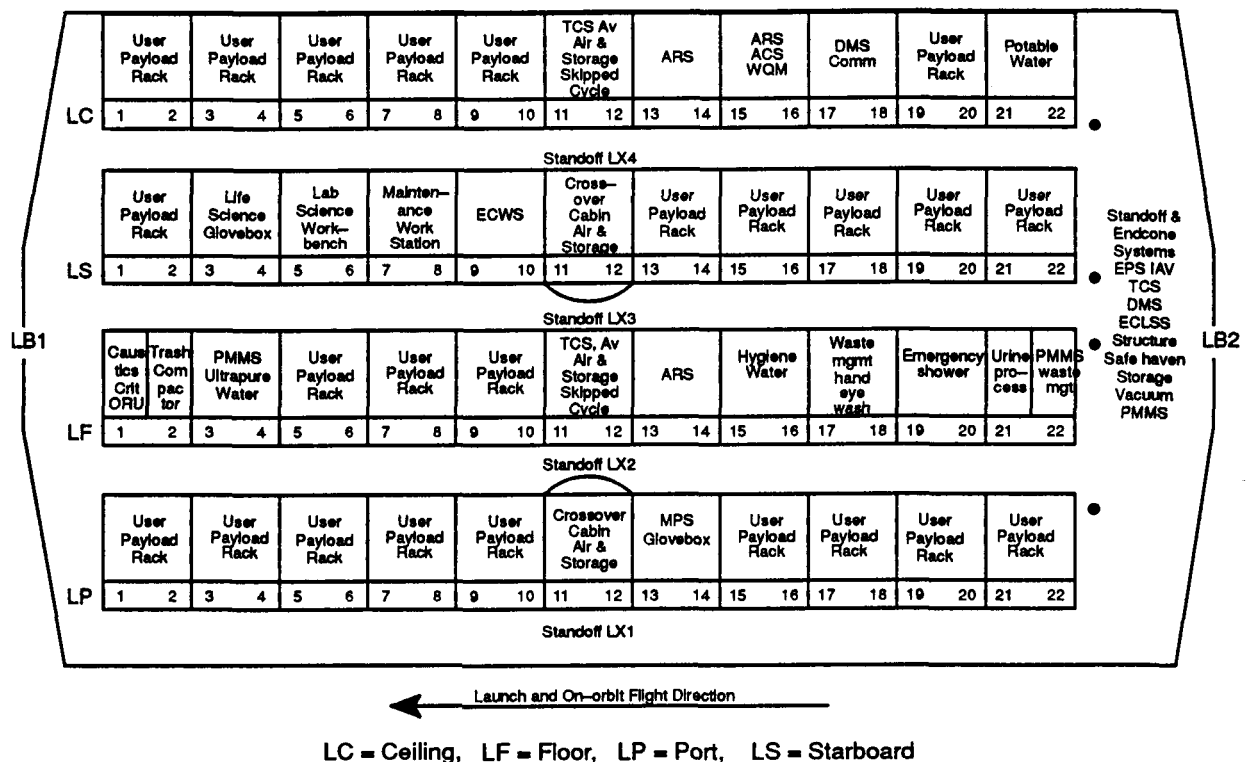 User Payload Rack
User Payload Rack
User Payload Rack
User Payload Rack
User Payload Rack
TCS Av Air & Storage Skipped Cycle
ARS
ARS ACS WQM
DMS Comm
User Payload Rack
Potable Water
LC 1 2 3 4 5 6 7 8 9 10 11 12 13 14 15 16 17 18 19 20 21 22
Standoff LX4
User Payload Rack
Life Science Glovebox
Lab Science Work– bench
Mainten– ance Work Station
ECWS
Cross– over Cabin Air & Storage
User Payload Rack
User Payload Rack
User Payload Rack
User Payload Rack
User Payload Rack
LS 1 2 3 4 5 6 7 8 9 10 11 12 13 14 15 16 17 18 19 20 21 22
Standoff LX3
LB1
Caus tics Crit ORU
Trash Com pac tor
PMMS Ultrapure Water
User Payload Rack
User Payload Rack
User Payload Rack
TCS, Av Air & Storage Skipped Cycle
ARS
Hygiene Water
Waste mgmt hand eye wash
Emergency shower
Urine pro– cess
PMMS waste mgt
LF 1 2 3 4 5 6 7 8 9 10 11 12 13 14 15 16 17 18 19 20 21 22
Standoff LX2
User Payload Rack
User Payload Rack
User Payload Rack
User Payload Rack
User Payload Rack
Crossover Cabin Air & Storage
MPS Glovebox
User Payload Rack
User Payload Rack
User Payload Rack
User Payload Rack
LP 1 2 3 4 5 6 7 8 9 10 11 12 13 14 15 16 17 18 19 20 21 22
Standoff LX1
Standoff &
Endcone
Systems
EPS IAV
TCS
DMS
ECLSS
Structure
Safe haven
Storage
Vacuum
PMMS
LB2
Launch and On–orbit Flight Direction
LC = Ceiling, LF = Floor, LP = Port, LS = Starboard